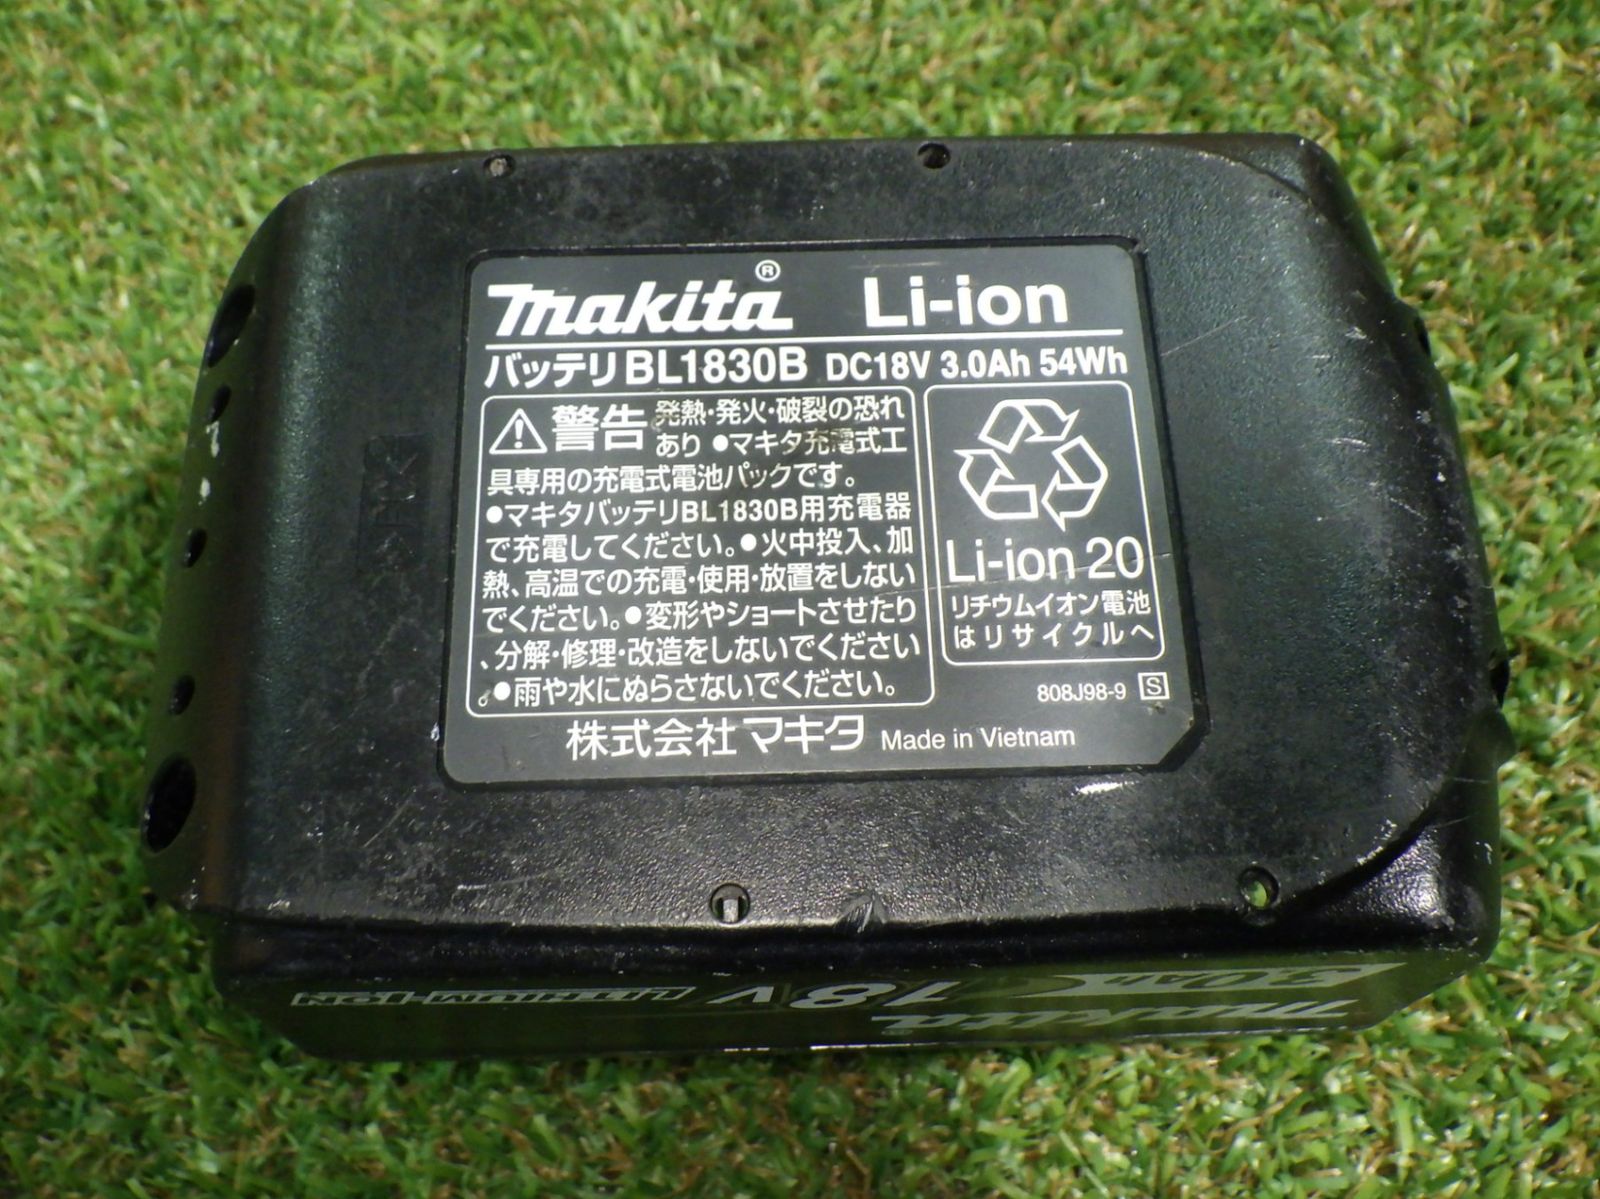 makita® Li-ion
バッテリBL1830B DC18V 3.0Ah 54Wh
警告 発熱・発火・破裂の恐れ
あり ●マキタ充電式工
具専用の充電式電池パックです。
●マキタバッテリBL1830B用充電器
で充電してください。●火中投入、加
熱、高温での充電・使用・放置をしない
でください。●変形やショートさせたり
、分解・修理・改造をしないでください
。●雨や水にぬらさないでください。
Li-ion 20
リチウムイオン電池
はリサイクルへ
808J98-9 S
株式会社マキタ Made in Vietnam
makita
18V 3.0Ah
LITHIUM-ION